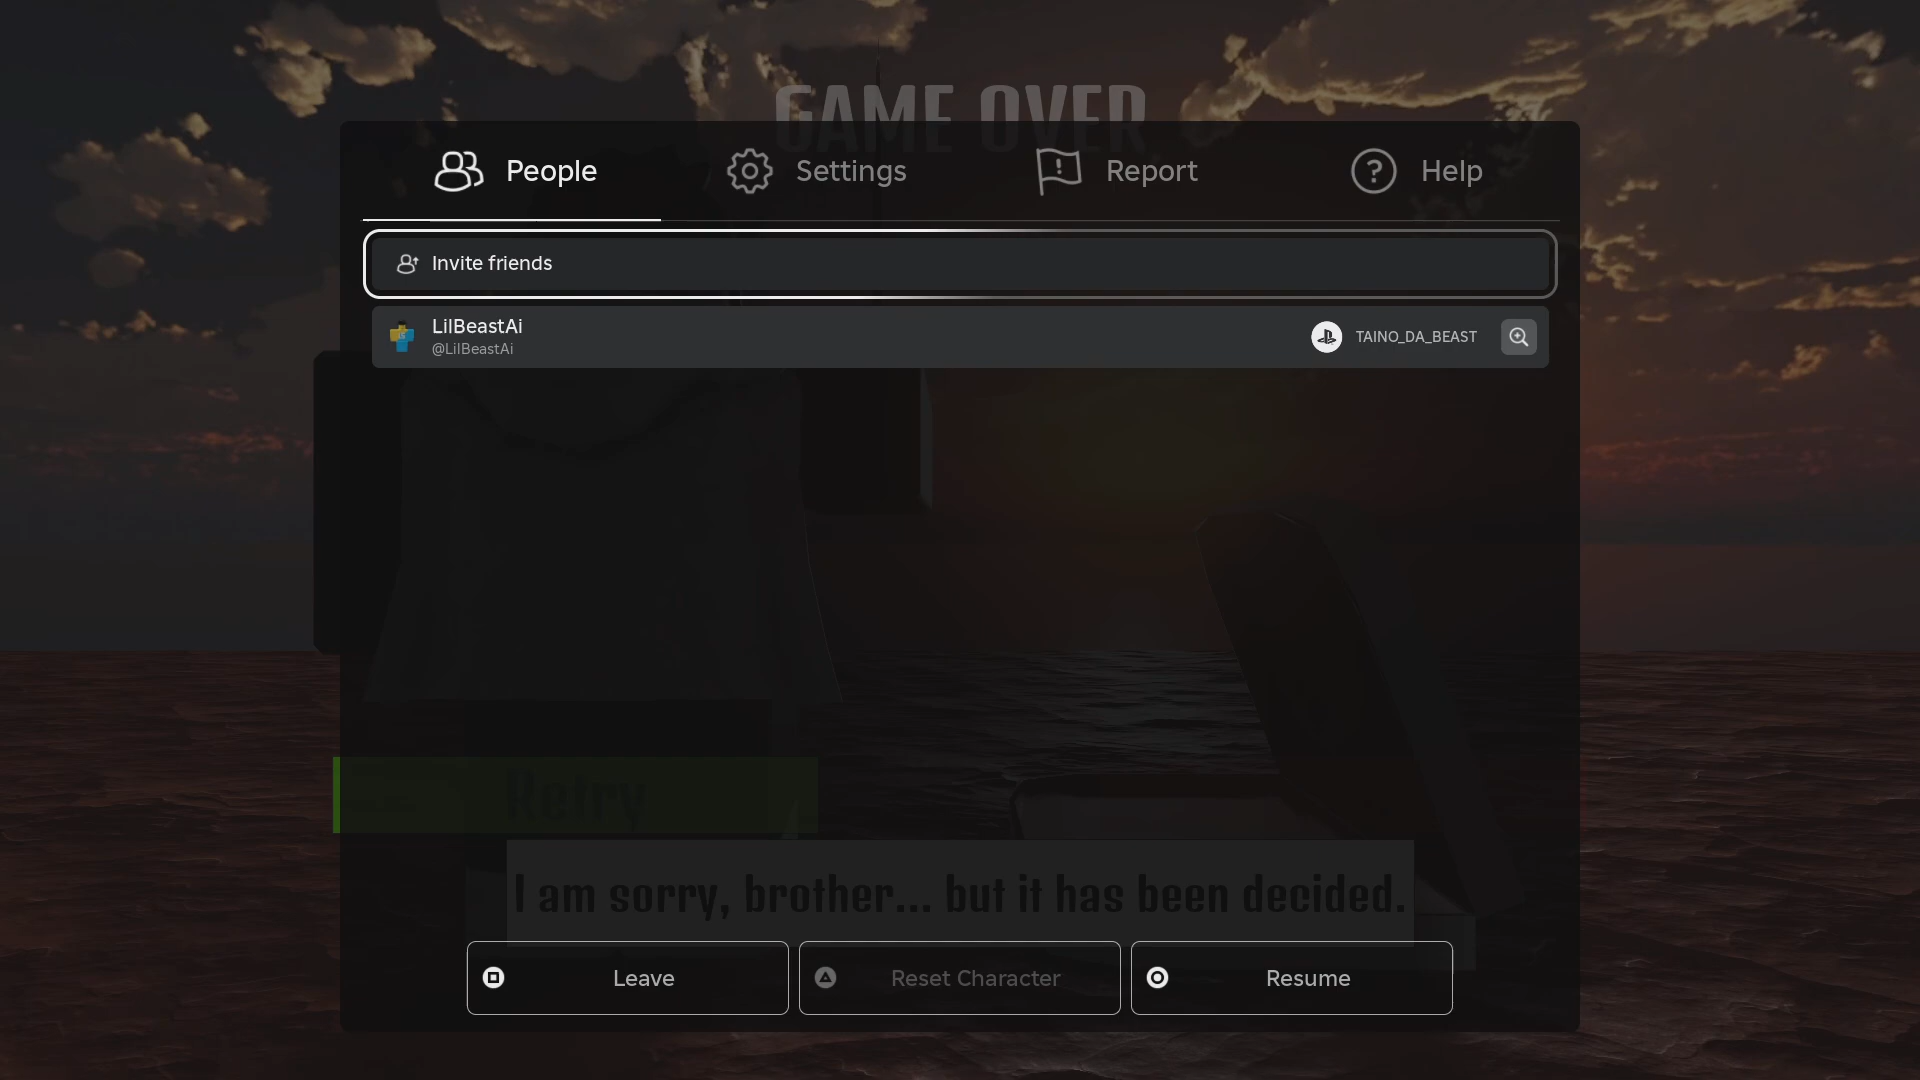 GAME OVER
People
Settings
Report
Help
Invite friends
LilBeastAi
@LilBeastAi
TAINO_DA_BEAST
Retry
I am sorry, brother... but it has been decided.
Leave
Reset Character
Resume